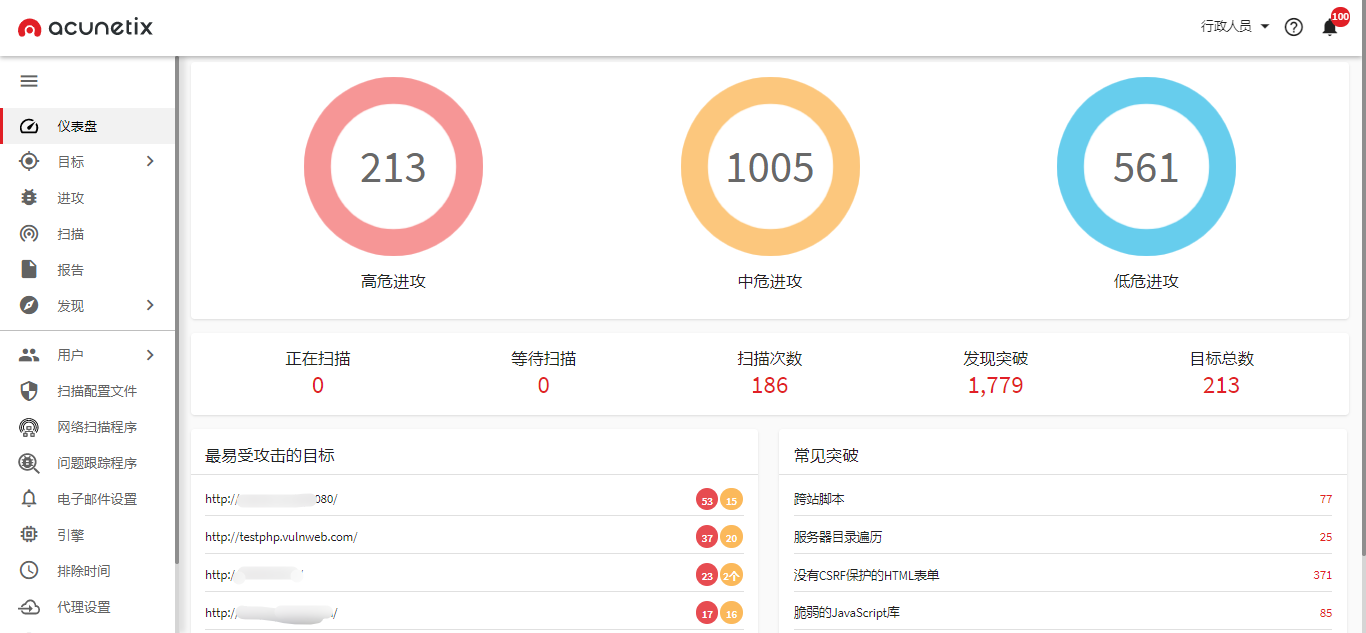 acunetix
行政人员
100
仪表盘
目标
进攻
扫描
报告
发现
用户
扫描配置文件
网络扫描程序
问题跟踪程序
电子邮件设置
引擎
排除时间
代理设置
213
1005
561
高危进攻
中危进攻
低危进攻
正在扫描
0
等待扫描
0
扫描次数
186
发现突破
1,779
目标总数
213
最易受攻击的目标
http:// 080/ 53 15
http://testphp.vulnweb.com/ 37 20
http:/ / 23 2个
http:// / 17 16
常见突破
跨站脚本 77
服务器目录遍历 25
没有CSRF保护的HTML表单 371
脆弱的JavaScript库 85